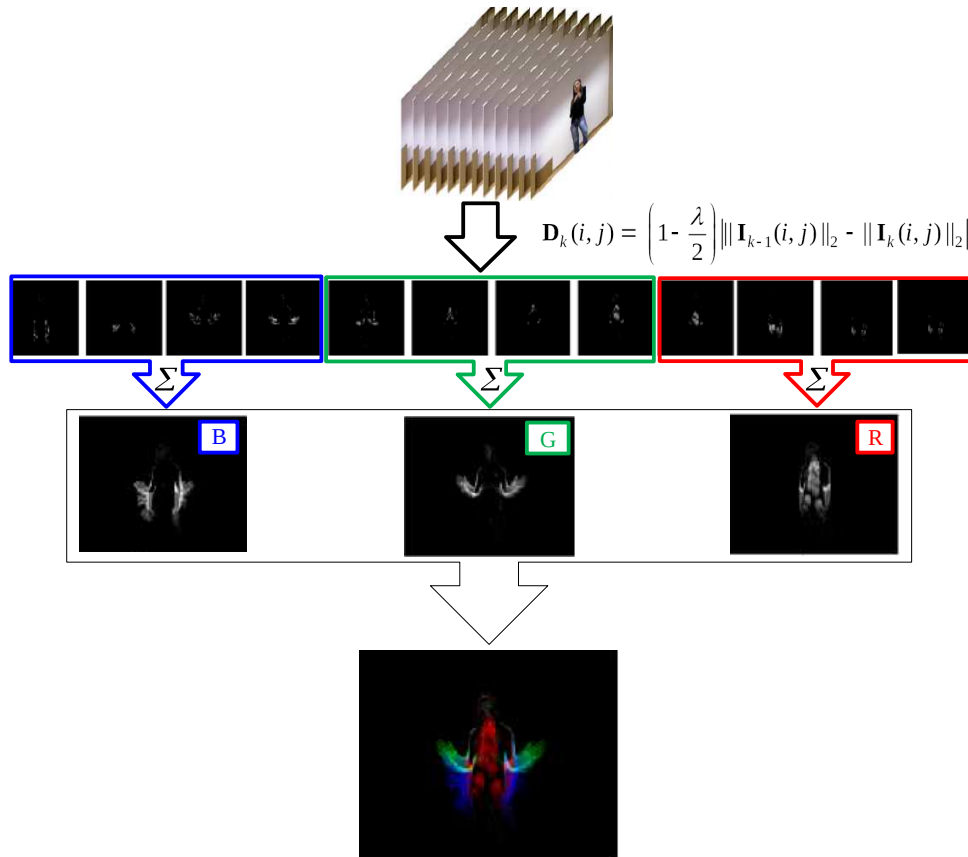 D_k(i, j) = (1 - λ/2) ||| I_{k-1}(i, j) ||_2 - || I_k(i, j) ||_2|
Σ Σ Σ
B G R